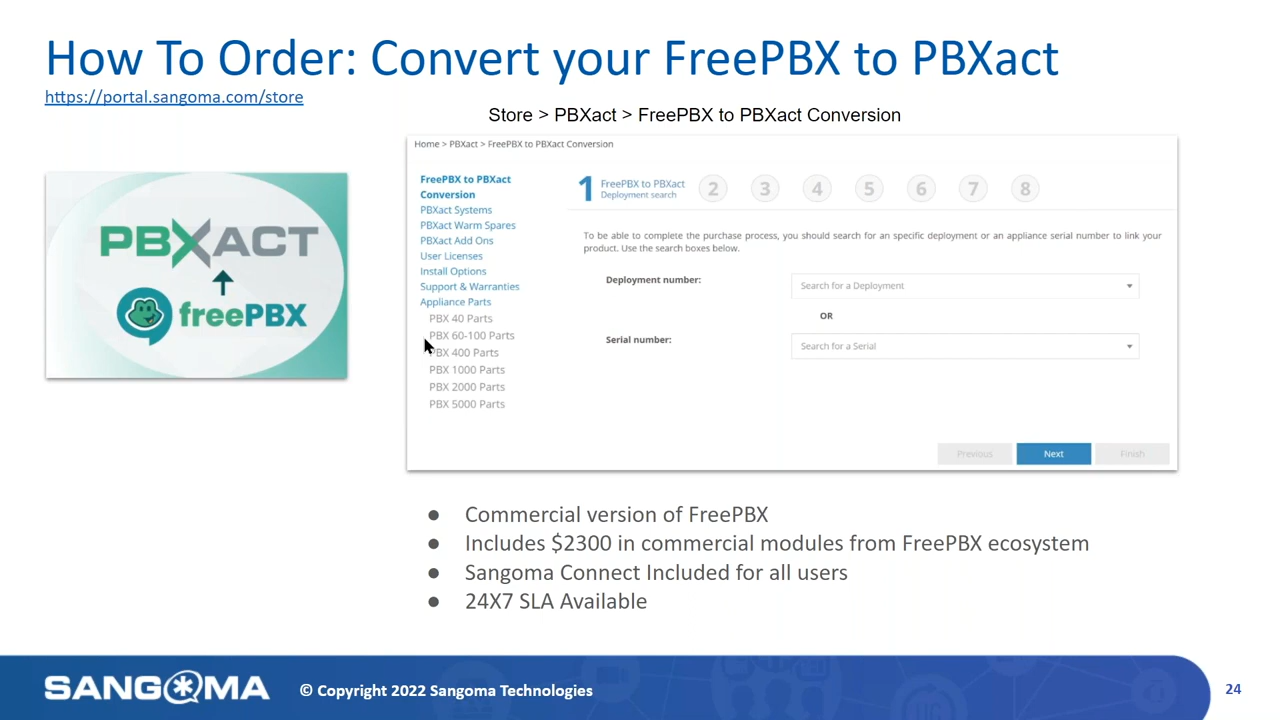 How To Order: Convert your FreePBX to PBXact
https://portal.sangoma.com/store
Store > PBXact > FreePBX to PBXact Conversion
PBXACT
freePBX
Home > PBXact > FreePBX to PBXact Conversion
FreePBX to PBXact
Conversion
PBXact Systems
PBXact Warm Spares
PBXact Add Ons
User Licenses
Install Options
Support & Warranties
Appliance Parts
PBX 40 Parts
PBX 60-100 Parts
PBX 400 Parts
PBX 1000 Parts
PBX 2000 Parts
PBX 5000 Parts
1 FreePBX to PBXact Deployment search 2 3 4 5 6 7 8
To be able to complete the purchase process, you should search for an specific deployment or an appliance serial number to link your
product. Use the search boxes below.
Deployment number: Search for a Deployment
OR
Serial number: Search for a Serial
Previous Next Finish
● Commercial version of FreePBX
● Includes $2300 in commercial modules from FreePBX ecosystem
● Sangoma Connect Included for all users
● 24X7 SLA Available
SANGOMA © Copyright 2022 Sangoma Technologies 24